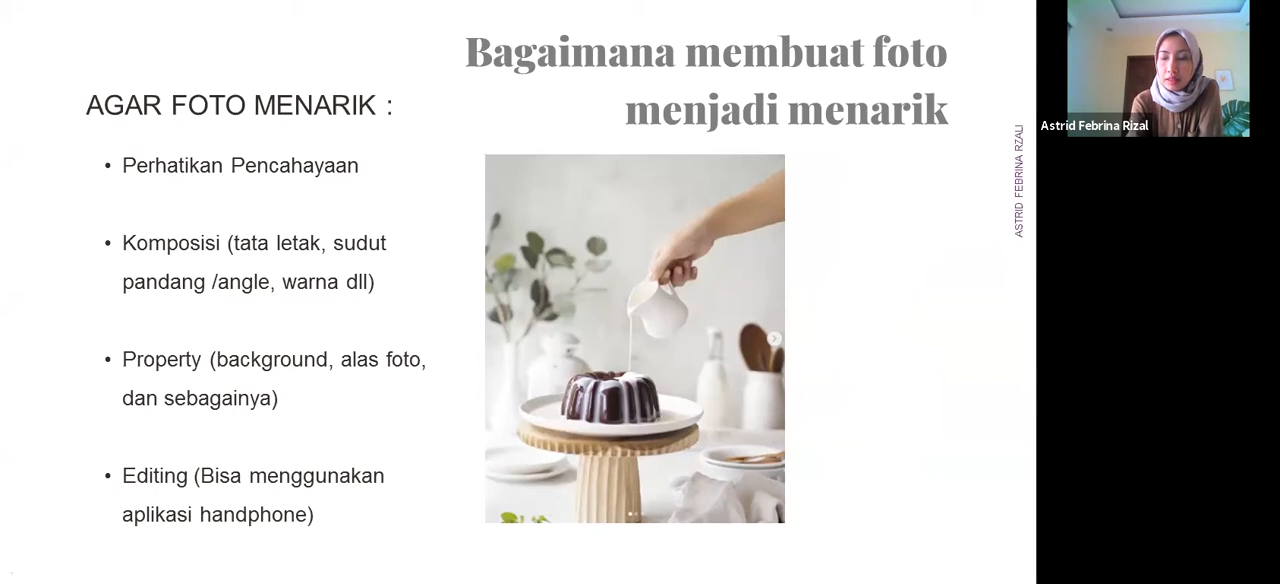 Bagaimana membuat foto
menjadi menarik
AGAR FOTO MENARIK :
• Perhatikan Pencahayaan
• Komposisi (tata letak, sudut
pandang /angle, warna dll)
• Property (background, alas foto,
dan sebagainya)
• Editing (Bisa menggunakan
aplikasi handphone)
ASTRID FEBRINA RZALI
Astrid Febrina Rizal